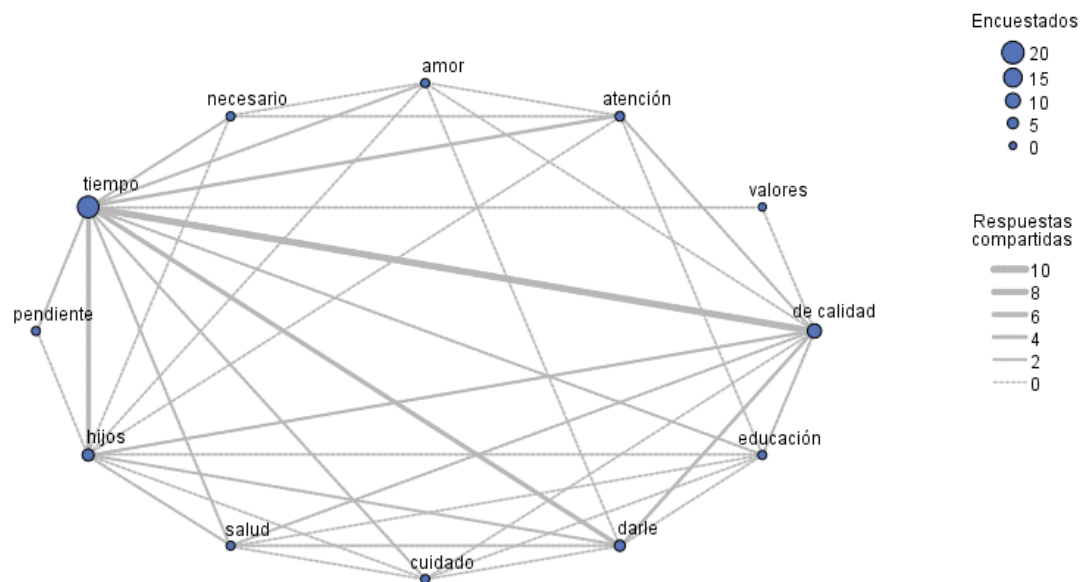 Encuestados
20
15
10
5
0
Respuestas
compartidas
10
8
6
4
2
0
amor
necesario
atención
tiempo
valores
pendiente
de calidad
hijos
educación
salud
darle
cuidado